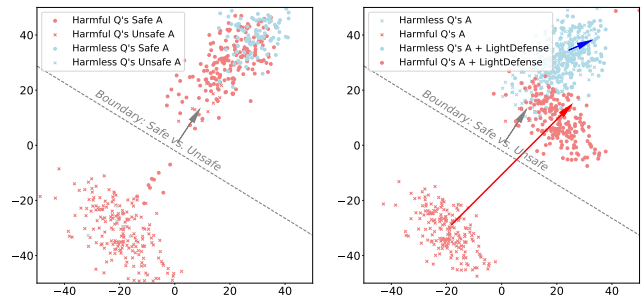 Harmful Q's Safe A
Harmful Q's Unsafe A
Harmless Q's Safe A
Harmless Q's Unsafe A
Boundary: Safe vs. Unsafe
40
20
0
−20
−40
−40
−20
0
20
40
Harmless Q's A
Harmful Q's A
Harmless Q's A + LightDefense
Harmful Q's A + LightDefense
Boundary: Safe vs. Unsafe
40
20
0
−20
−40
−40
−20
0
20
40